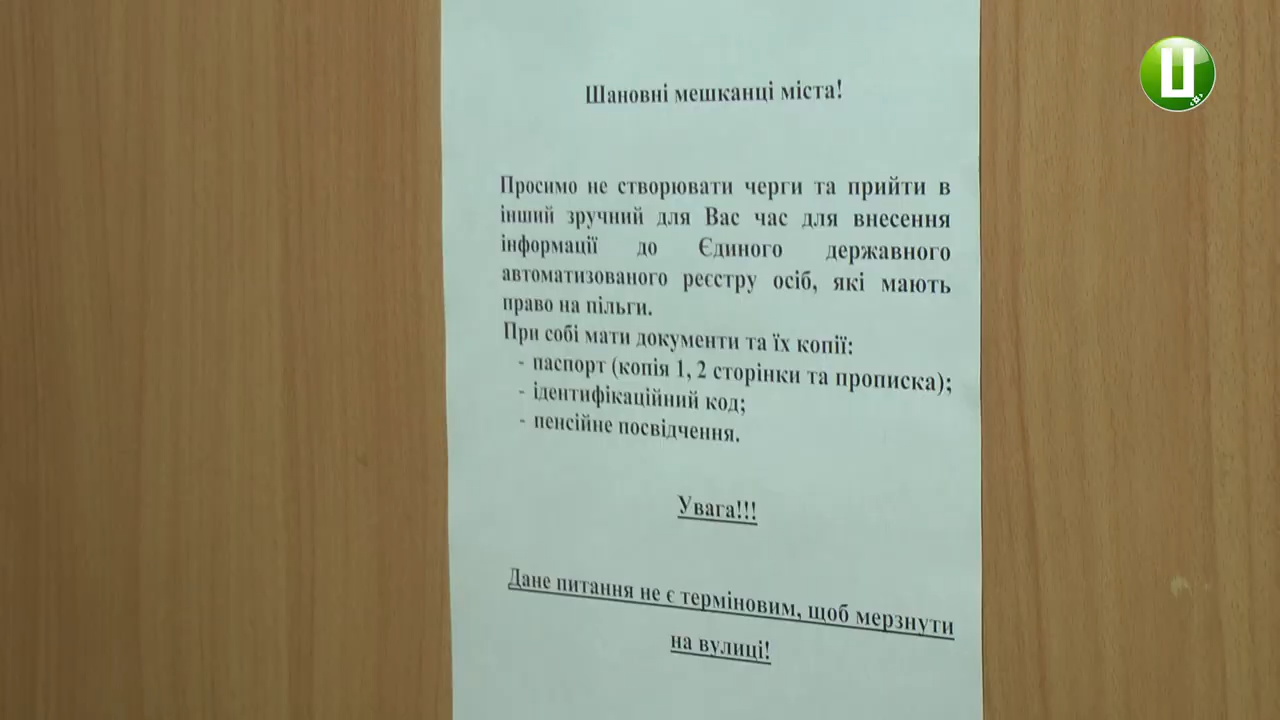 Ц
Шановні мешканці міста!
Просимо не створювати черги та прийти в
інший зручний для Вас час для внесення
інформації до Єдиного державного
автоматизованого реєстру осіб, які мають
право на пільги.
При собі мати документи та їх копії:
- паспорт (копія 1, 2 сторінки та прописка);
- ідентифікаційний код;
- пенсійне посвідчення.
Увага!!!
Дане питання не є терміновим, щоб мерзнути
на вулиці!